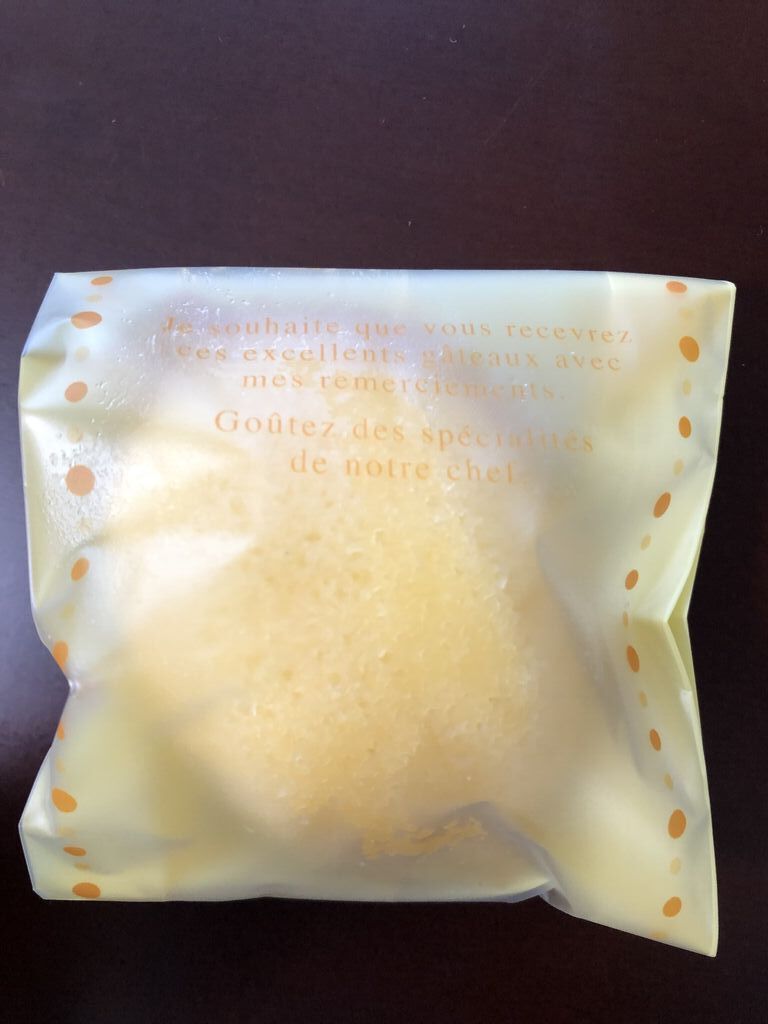 Je souhaite que vous recevrez
ces excellents gâteaux avec
mes remerciements.
Goûtez des spécialités
de notre chef.